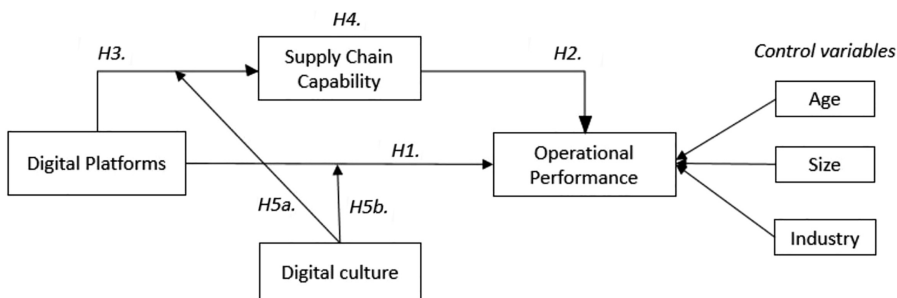 H4.
H3.
Supply Chain
Capability
H2.
Control variables
Age
Digital Platforms
H1.
Operational
Performance
Size
H5a.
H5b.
Industry
Digital culture